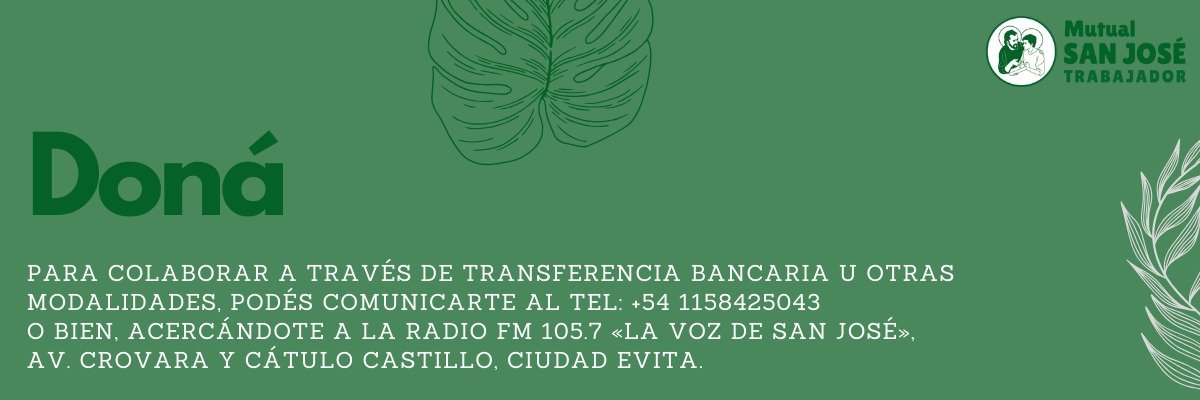 Mutual
SAN JOSÉ
TRABAJADOR
Doná
PARA COLABORAR A TRAVÉS DE TRANSFERENCIA BANCARIA U OTRAS
MODALIDADES, PODÉS COMUNICARTE AL TEL: +54 1158425043
O BIEN, ACERCÁNDOTE A LA RADIO FM 105.7 «LA VOZ DE SAN JOSÉ»,
AV. CROVARA Y CÁTULO CASTILLO, CIUDAD EVITA.